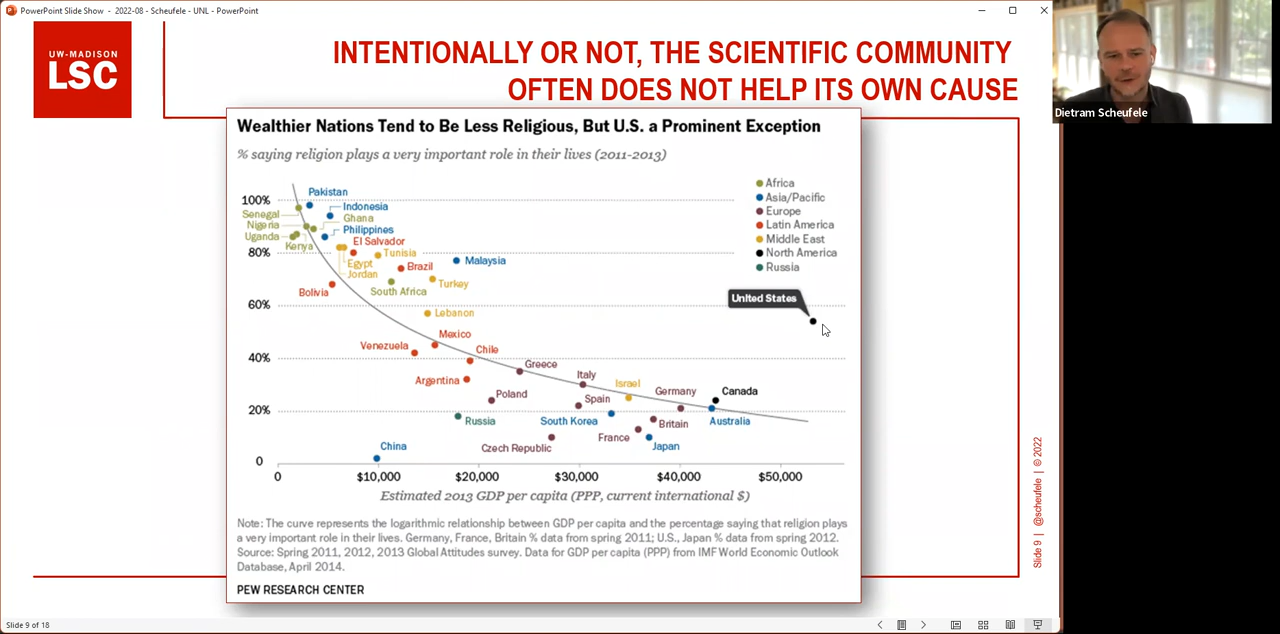 PowerPoint Slide Show - 2022-08 - Scheufele - UNL - PowerPoint
UW-MADISON
LSC
INTENTIONALLY OR NOT, THE SCIENTIFIC COMMUNITY
OFTEN DOES NOT HELP ITS OWN CAUSE
Dietram Scheufele
Wealthier Nations Tend to Be Less Religious, But U.S. a Prominent Exception
% saying religion plays a very important role in their lives (2011-2013)
Africa
Asia/Pacific
Europe
Latin America
Middle East
North America
Russia
100%
80%
60%
40%
20%
0
Pakistan
Indonesia
Senegal
Ghana
Nigeria
Philippines
Uganda
Kenya
El Salvador
Tunisia
Egypt
Malaysia
Brazil
Jordan
Turkey
Bolivia
South Africa
United States
Lebanon
Mexico
Venezuela
Chile
Greece
Argentina
Italy
Israel
Germany
Canada
Poland
Spain
Russia
South Korea
Britain
Australia
France
China
Czech Republic
Japan
0
$10,000
$20,000
$30,000
$40,000
$50,000
Estimated 2013 GDP per capita (PPP, current international $)
Note: The curve represents the logarithmic relationship between GDP per capita and the percentage saying that religion plays
a very important role in their lives. Germany, France, Britain % data from spring 2011; U.S., Japan % data from spring 2012.
Source: Spring 2011, 2012, 2013 Global Attitudes survey. Data for GDP per capita (PPP) from IMF World Economic Outlook
Database, April 2014.
PEW RESEARCH CENTER
Slide 9 | @scheufele | © 2022
Slide 9 of 18